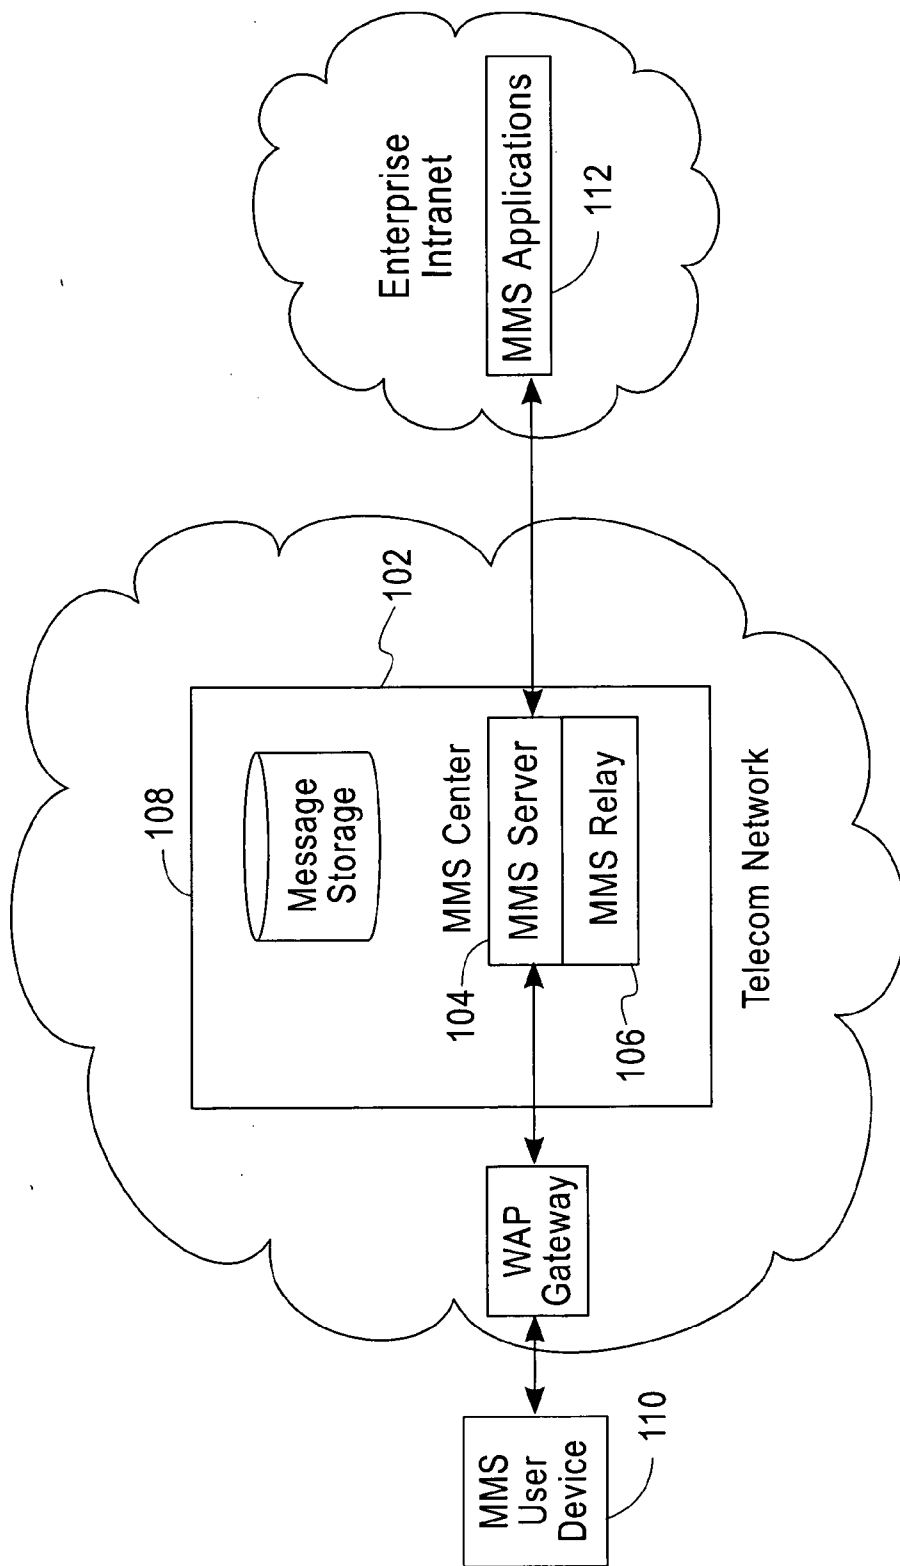 108
102
Message
Storage
MMS Center
104
MMS Server
MMS Relay
106
WAP
Gateway
MMS
User
Device
110
Telecom Network
Enterprise
Intranet
MMS Applications
112